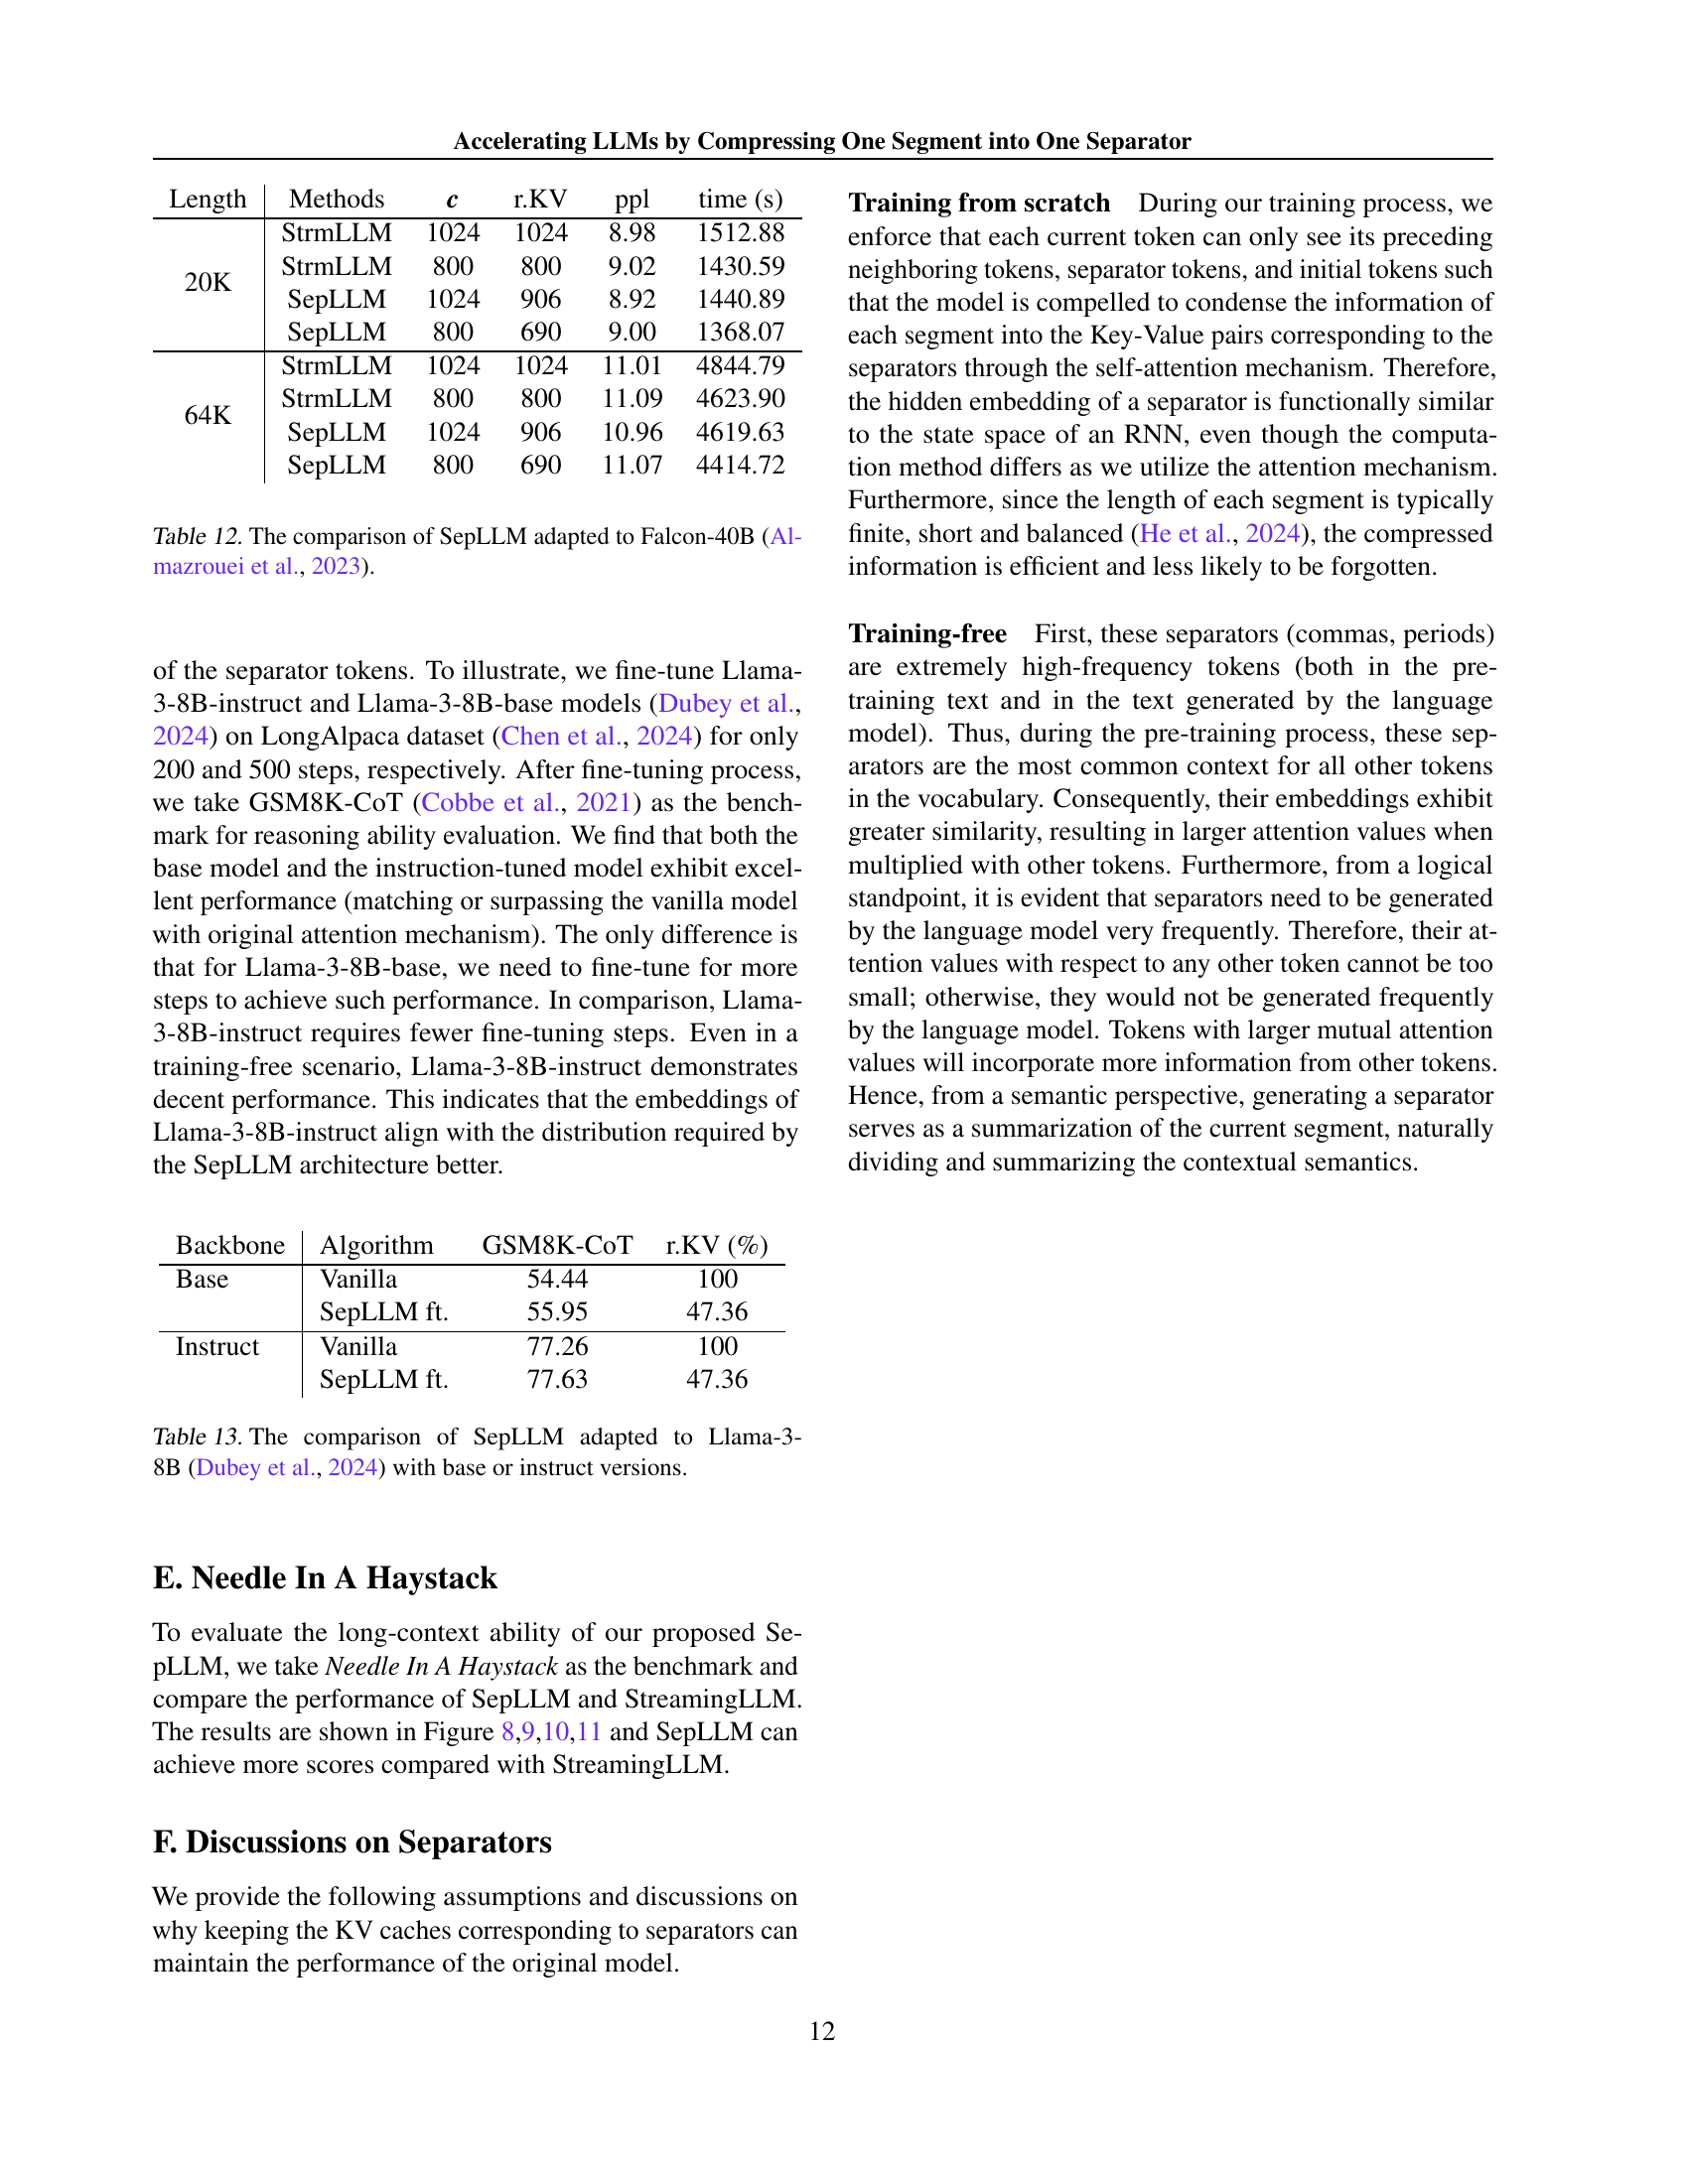 Accelerating LLMs by Compressing One Segment into One Separator
Length Methods c r.KV ppl time (s)
20K
StrmLLM 1024 1024 8.98 1512.88
StrmLLM 800 800 9.02 1430.59
SepLLM 1024 906 8.92 1440.89
SepLLM 800 690 9.00 1368.07
64K
StrmLLM 1024 1024 11.01 4844.79
StrmLLM 800 800 11.09 4623.90
SepLLM 1024 906 10.96 4619.63
SepLLM 800 690 11.07 4414.72
Table 12. The comparison of SepLLM adapted to Falcon-40B (Al-
mazrouei et al., 2023).
of the separator tokens. To illustrate, we fine-tune Llama-
3-8B-instruct and Llama-3-8B-base models (Dubey et al.,
2024) on LongAlpaca dataset (Chen et al., 2024) for only
200 and 500 steps, respectively. After fine-tuning process,
we take GSM8K-CoT (Cobbe et al., 2021) as the bench-
mark for reasoning ability evaluation. We find that both the
base model and the instruction-tuned model exhibit excel-
lent performance (matching or surpassing the vanilla model
with original attention mechanism). The only difference is
that for Llama-3-8B-base, we need to fine-tune for more
steps to achieve such performance. In comparison, Llama-
3-8B-instruct requires fewer fine-tuning steps. Even in a
training-free scenario, Llama-3-8B-instruct demonstrates
decent performance. This indicates that the embeddings of
Llama-3-8B-instruct align with the distribution required by
the SepLLM architecture better.
Backbone Algorithm GSM8K-CoT r.KV (%)
Base Vanilla 54.44 100
SepLLM ft. 55.95 47.36
Instruct Vanilla 77.26 100
SepLLM ft. 77.63 47.36
Table 13. The comparison of SepLLM adapted to Llama-3-
8B (Dubey et al., 2024) with base or instruct versions.
E. Needle In A Haystack
To evaluate the long-context ability of our proposed Se-
pLLM, we take Needle In A Haystack as the benchmark and
compare the performance of SepLLM and StreamingLLM.
The results are shown in Figure 8,9,10,11 and SepLLM can
achieve more scores compared with StreamingLLM.
F. Discussions on Separators
We provide the following assumptions and discussions on
why keeping the KV caches corresponding to separators can
maintain the performance of the original model.
Training from scratch During our training process, we
enforce that each current token can only see its preceding
neighboring tokens, separator tokens, and initial tokens such
that the model is compelled to condense the information of
each segment into the Key-Value pairs corresponding to the
separators through the self-attention mechanism. Therefore,
the hidden embedding of a separator is functionally similar
to the state space of an RNN, even though the computa-
tion method differs as we utilize the attention mechanism.
Furthermore, since the length of each segment is typically
finite, short and balanced (He et al., 2024), the compressed
information is efficient and less likely to be forgotten.
Training-free First, these separators (commas, periods)
are extremely high-frequency tokens (both in the pre-
training text and in the text generated by the language
model). Thus, during the pre-training process, these sep-
arators are the most common context for all other tokens
in the vocabulary. Consequently, their embeddings exhibit
greater similarity, resulting in larger attention values when
multiplied with other tokens. Furthermore, from a logical
standpoint, it is evident that separators need to be generated
by the language model very frequently. Therefore, their at-
tention values with respect to any other token cannot be too
small; otherwise, they would not be generated frequently
by the language model. Tokens with larger mutual attention
values will incorporate more information from other tokens.
Hence, from a semantic perspective, generating a separator
serves as a summarization of the current segment, naturally
dividing and summarizing the contextual semantics.
12